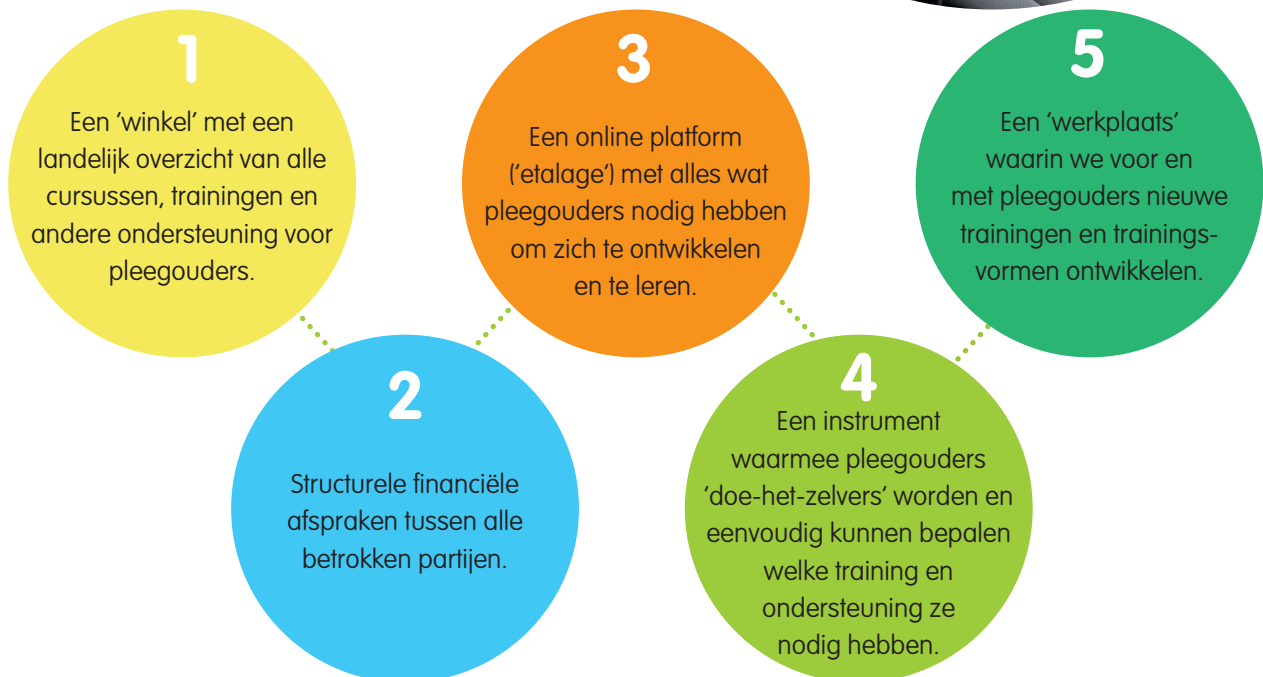 1
Een ‘winkel’ met een
landelijk overzicht van alle
cursussen, trainingen en
andere ondersteuning voor
pleegouders.
2
Structurele financiële
afspraken tussen alle
betrokken partijen.
3
Een online platform
(‘etalage’) met alles wat
pleegouders nodig hebben
om zich te ontwikkelen
en te leren.
4
Een instrument
waarmee pleegouders
‘doe-het-zelvers’ worden en
eenvoudig kunnen bepalen
welke training en
ondersteuning ze
nodig hebben.
5
Een ‘werkplaats’
waarin we voor en
met pleegouders nieuwe
trainingen en trainings-
vormen ontwikkelen.